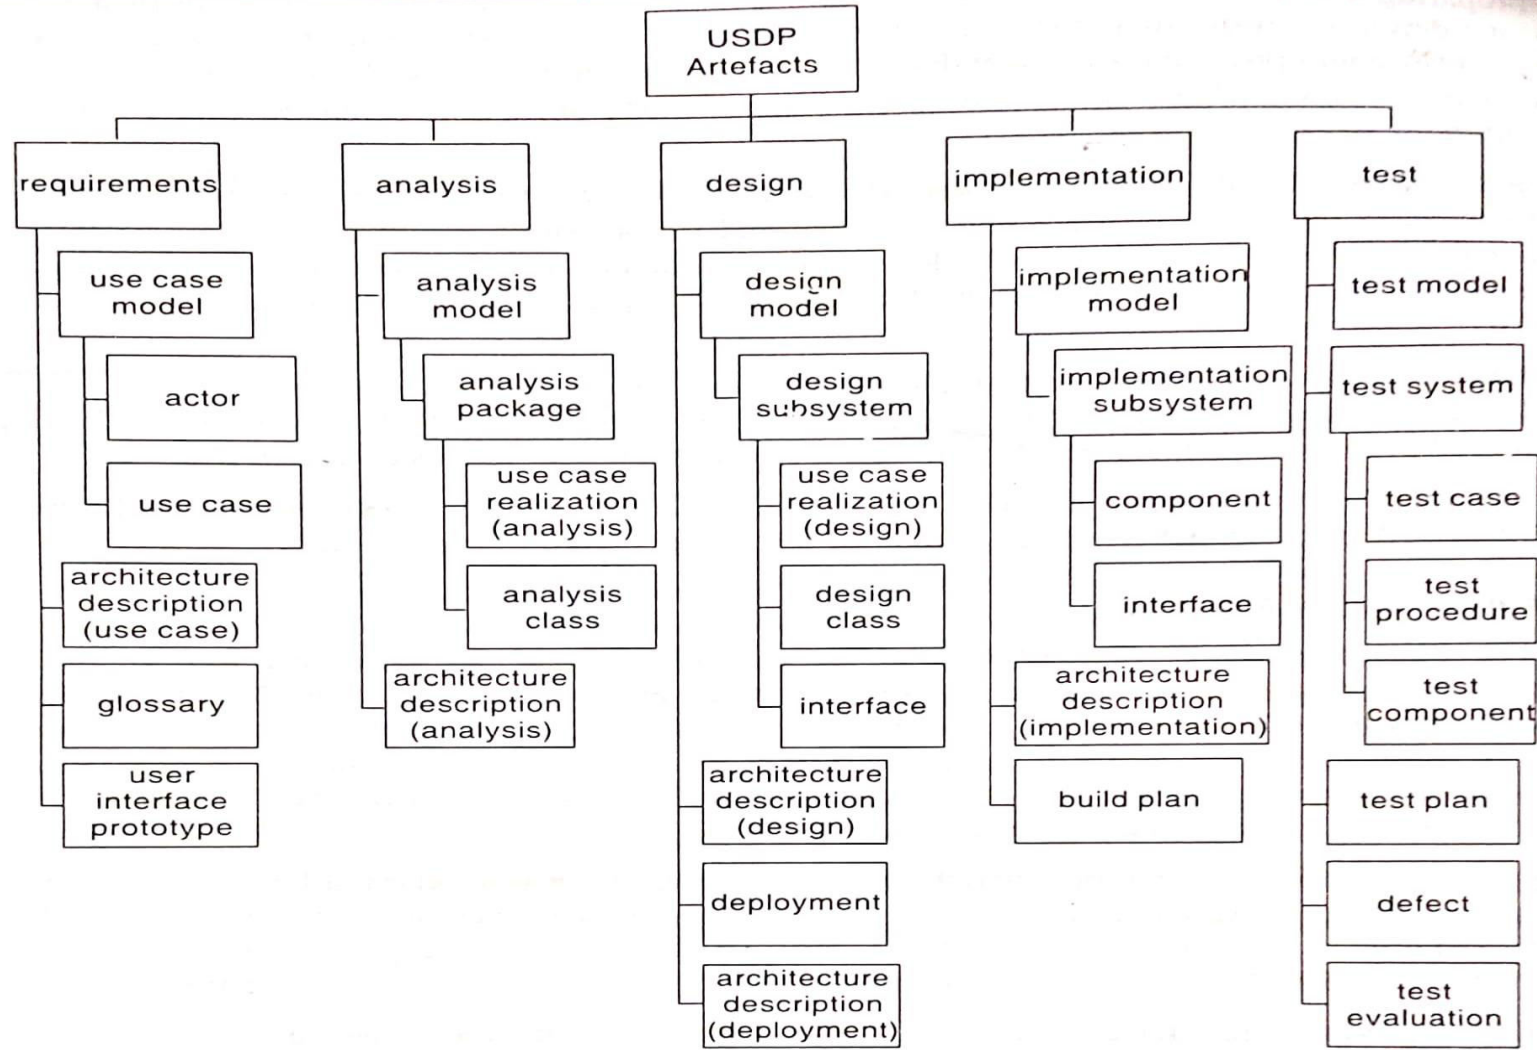 USDP
Artefacts
requirements
use case
model
actor
use case
architecture
description
(use case)
glossary
user
interface
prototype
analysis
analysis
model
analysis
package
use case
realization
(analysis)
analysis
class
architecture
description
(analysis)
design
design
model
design
subsystem
use case
realization
(design)
design
class
interface
architecture
description
(design)
deployment
architecture
description
(deployment)
implementation
implementation
model
implementation
subsystem
component
interface
architecture
description
(implementation)
build plan
test
test model
test system
test case
test
procedure
test
component
test plan
defect
test
evaluation